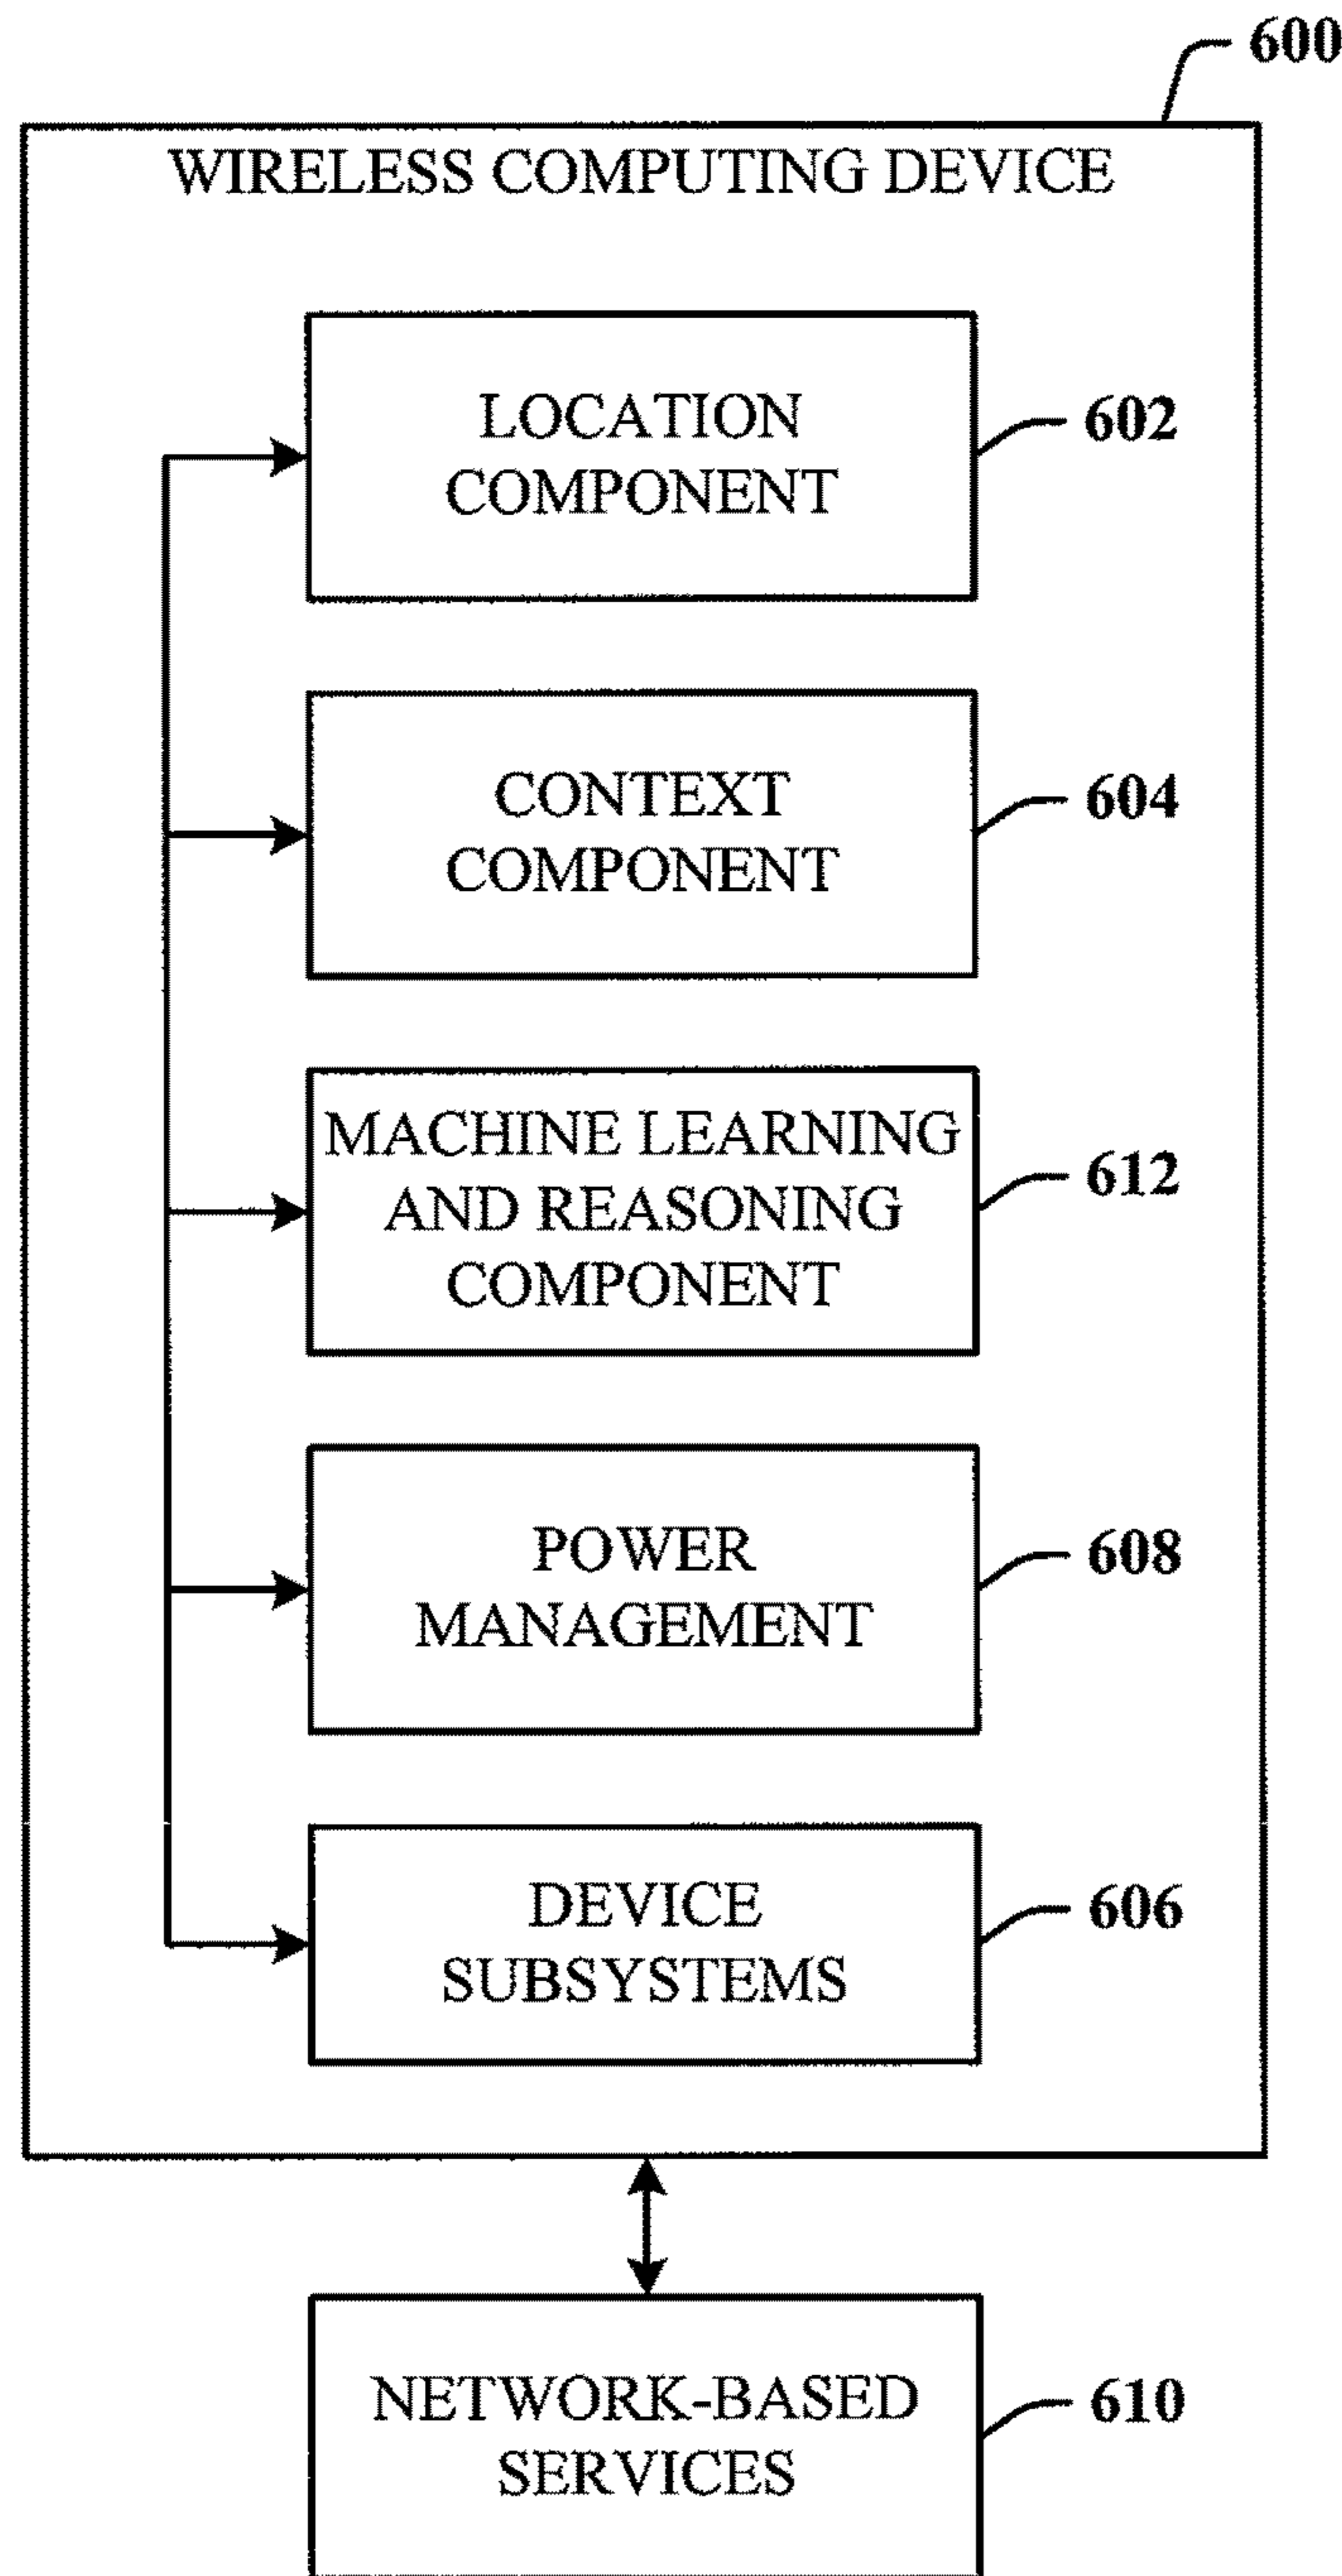 600
WIRELESS COMPUTING DEVICE
LOCATION
COMPONENT
602
CONTEXT
COMPONENT
604
MACHINE LEARNING
AND REASONING
COMPONENT
612
POWER
MANAGEMENT
608
DEVICE
SUBSYSTEMS
606
NETWORK-BASED
SERVICES
610